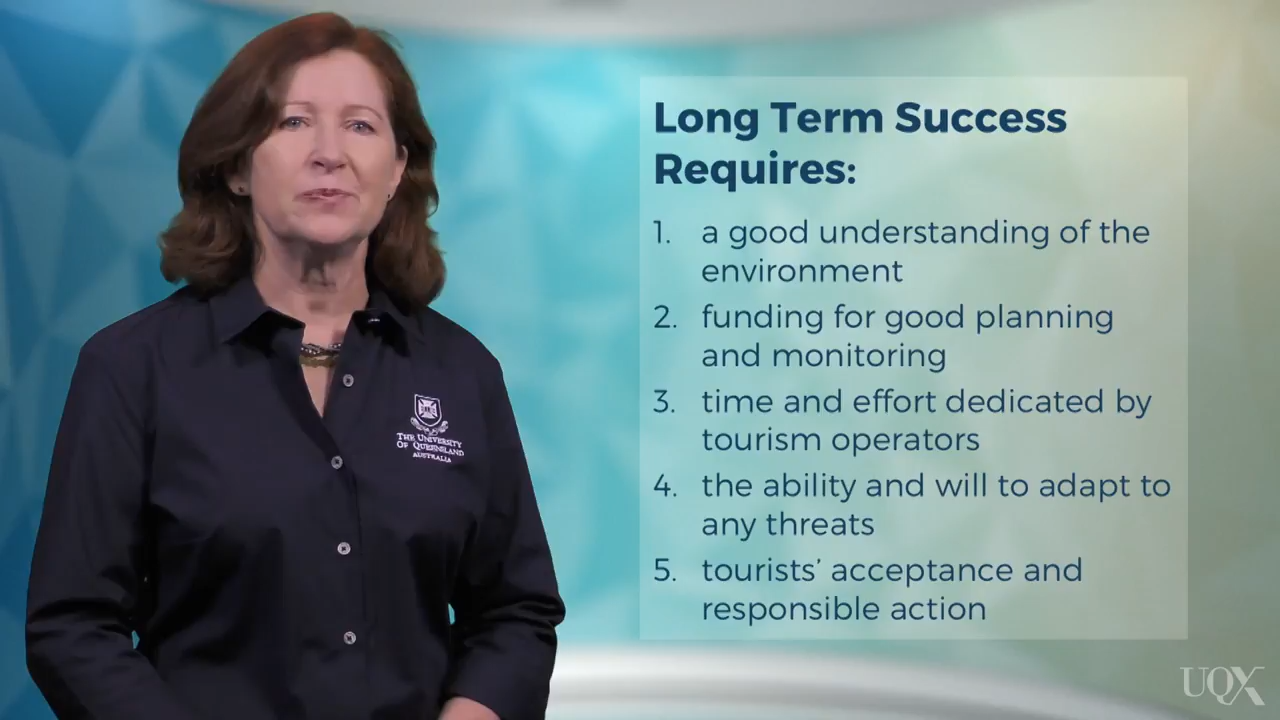 Long Term Success
Requires:
1. a good understanding of the
environment
2. funding for good planning
and monitoring
3. time and effort dedicated by
tourism operators
4. the ability and will to adapt to
any threats
5. tourists’ acceptance and
responsible action
THE UNIVERSITY
OF QUEENSLAND
AUSTRALIA
UQX